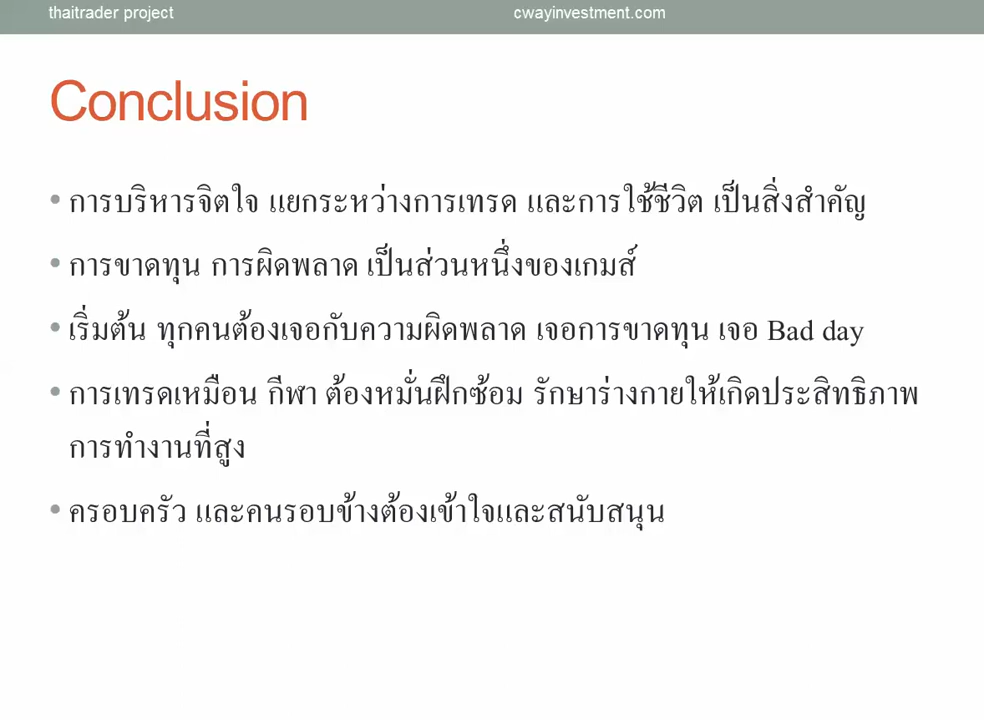 thaitrader project cwayinvestment.com
Conclusion
• การบริหารจิตใจ แยกระหว่างการเทรด และการใช้ชีวิต เป็นสิ่งสำคัญ
• การขาดทุน การผิดพลาด เป็นส่วนหนึ่งของเกมส์
• เริ่มต้น ทุกคนต้องเจอกับความผิดพลาด เจอการขาดทุน เจอ Bad day
• การเทรดเหมือน กีฬา ต้องหมั่นฝึกซ้อม รักษาร่างกายให้เกิดประสิทธิภาพ
การทำงานที่สูง
• ครอบครัว และคนรอบข้างต้องเข้าใจและสนับสนุน